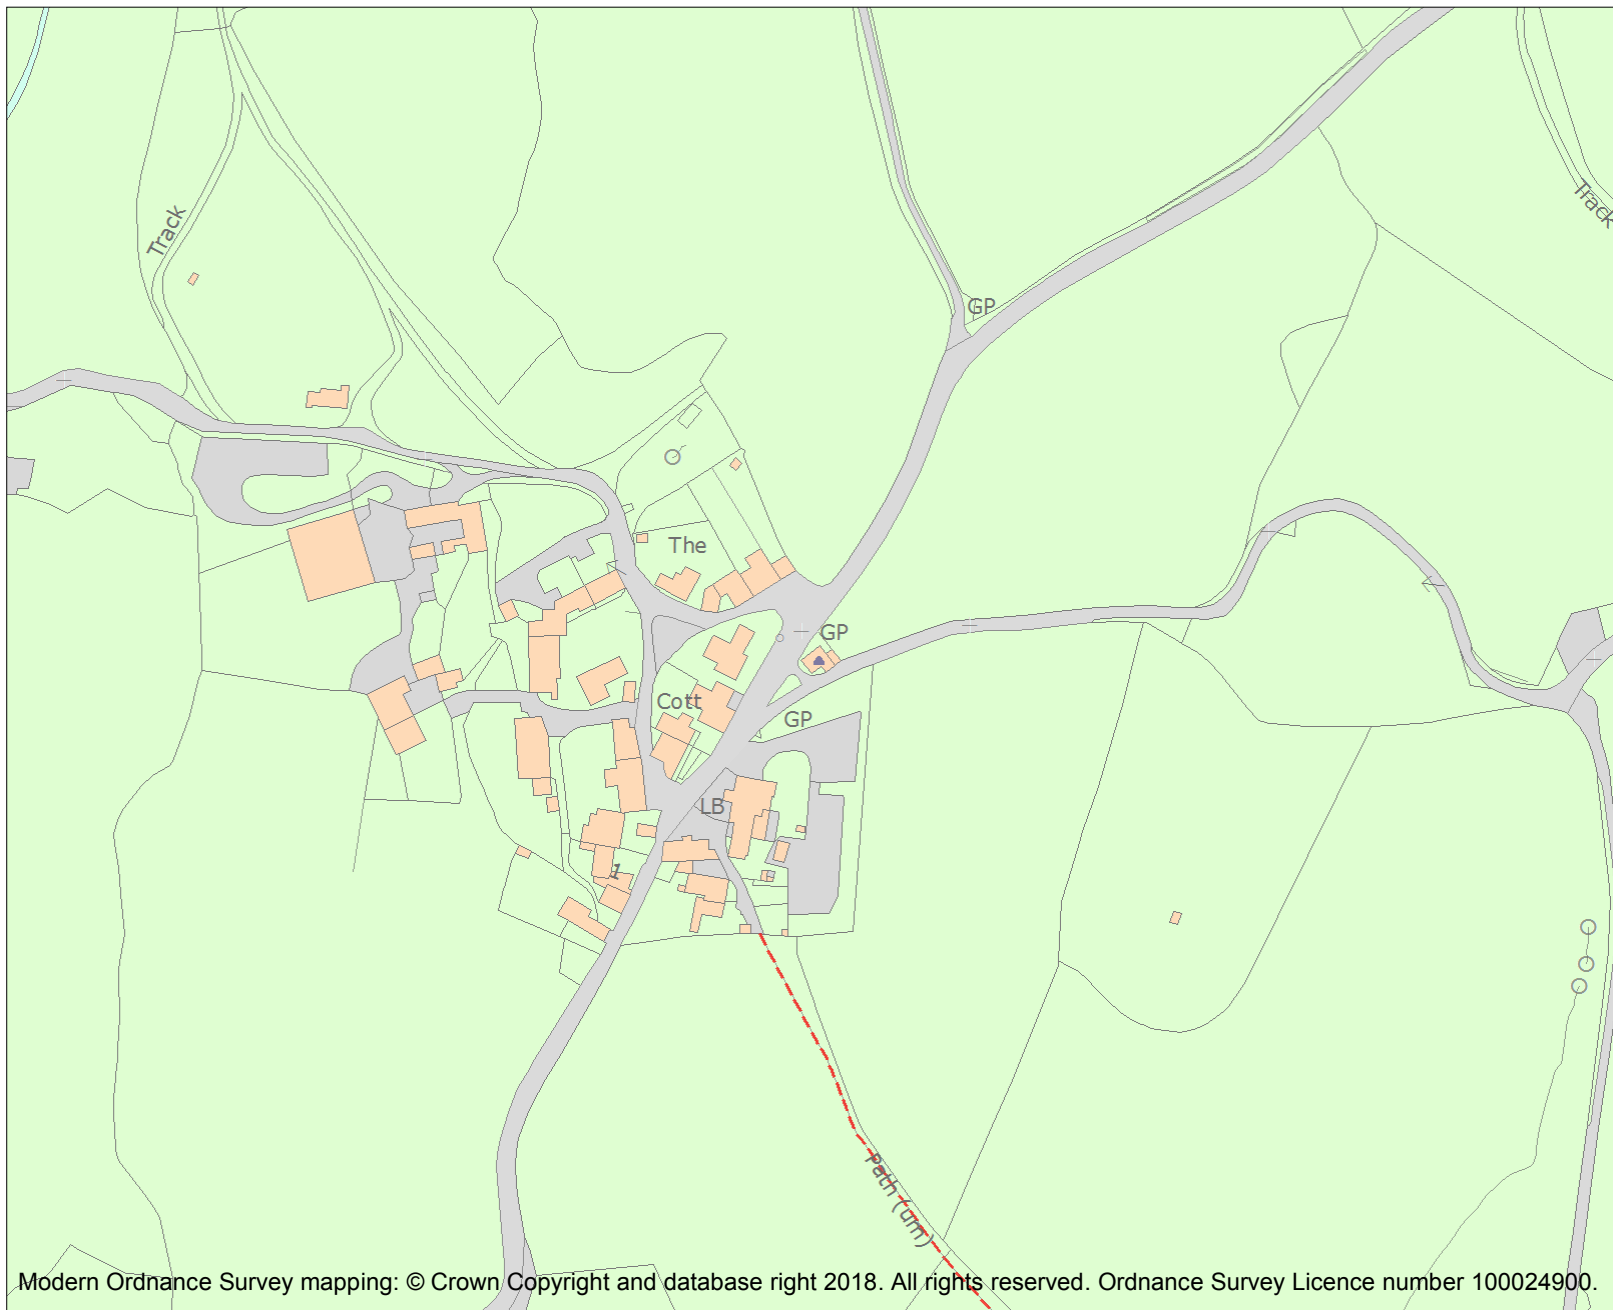 Track
Track
GP
The
GP
Cott
GP
LB
1
Path (um)
Modern Ordnance Survey mapping: © Crown Copyright and database right 2018. All rights reserved. Ordnance Survey Licence number 100024900.